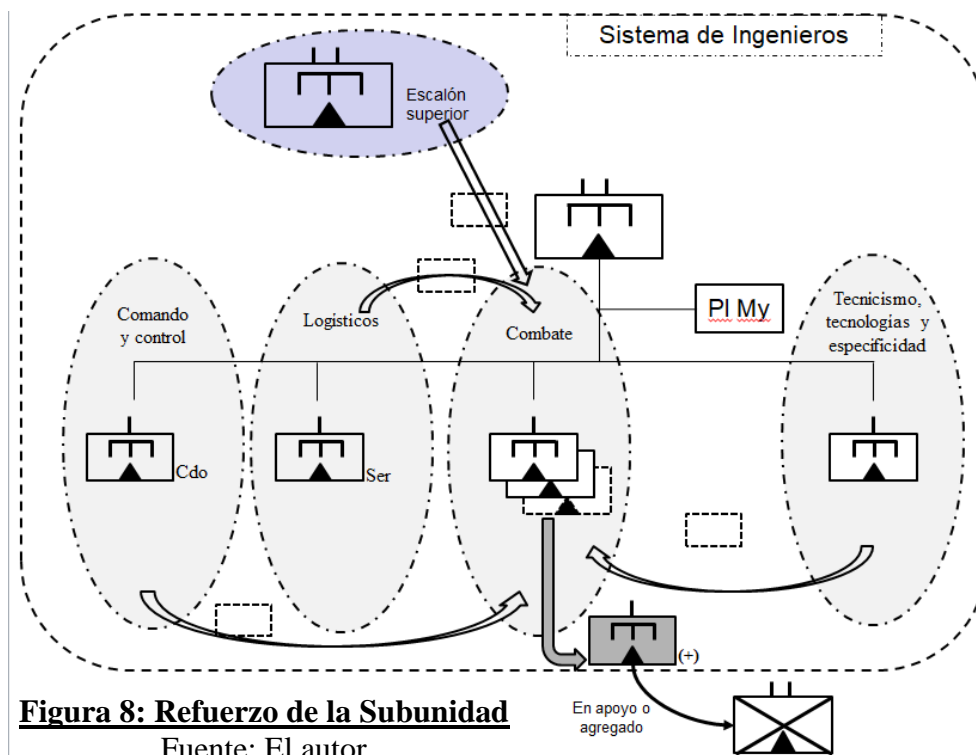 Sistema de Ingenieros
Escalón
superior
Comando
y control
Logisticos
Combate
Pl My
Tecnicismo,
tecnologías y
especificidad
Cdo
Ser
(+)
En apoyo o
agregado
Figura 8: Refuerzo de la Subunidad
Fuente: El autor